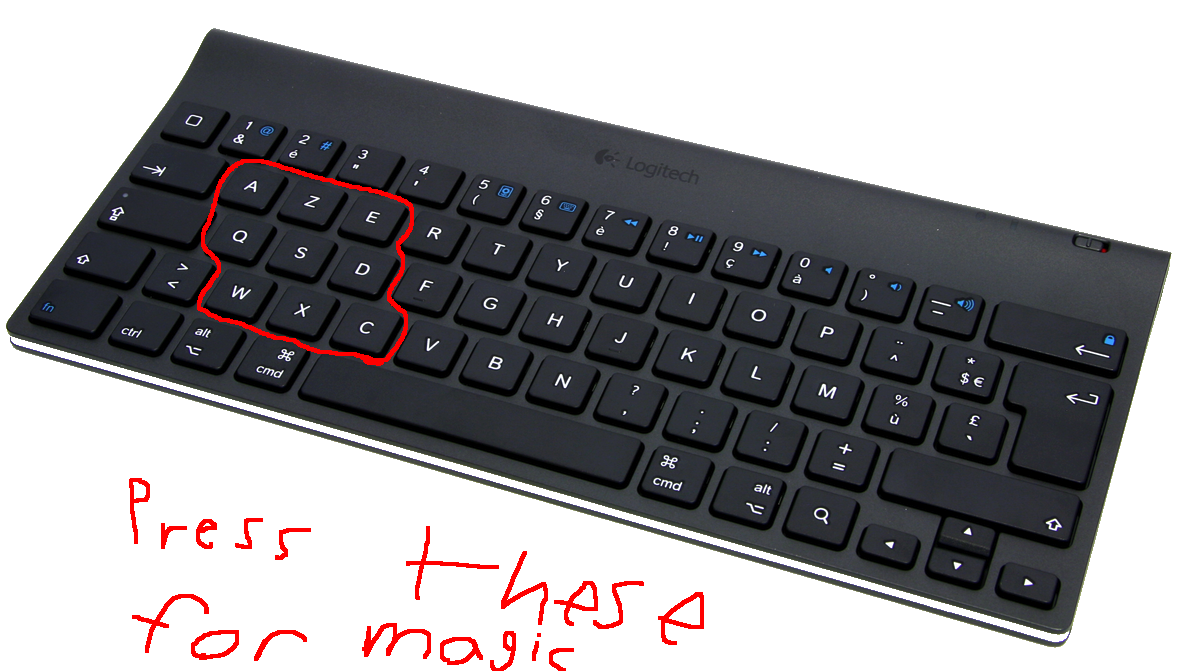 Logitech
1 @ 2 # 3 4 5 6 7 8 9 0 °
& é " ' ( § è ! ç à ) —
A Z E R T Y U I O P ¨ ^ * $ €
Q S D F G H J K L M % ù £ `
> < W X C V B N ? , . ; / : + =
fn ctrl alt cmd cmd alt
Press these
for magic